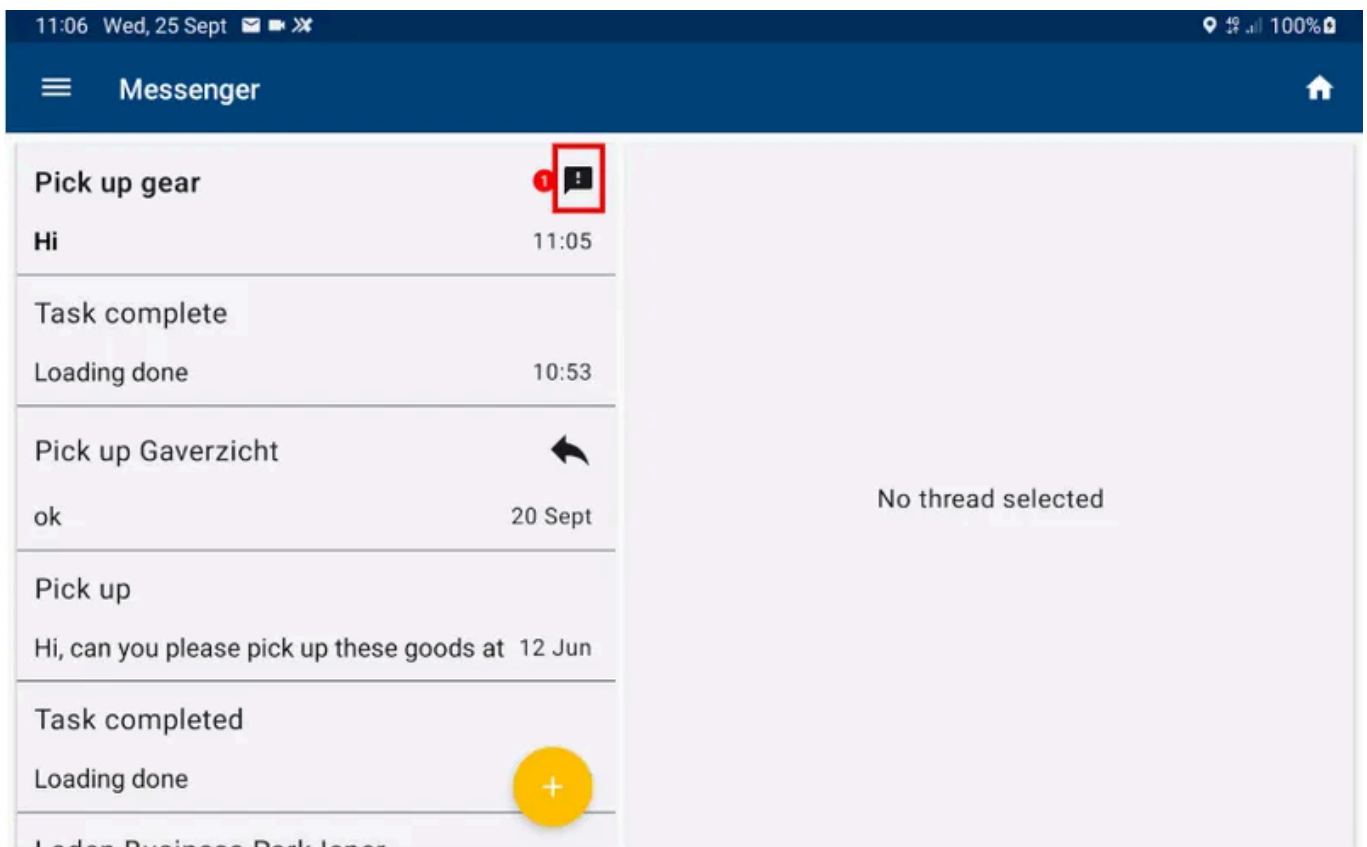 11:06 Wed, 25 Sept 100%
Messenger
Pick up gear 1
Hi 11:05
Task complete
Loading done 10:53
Pick up Gaverzicht
ok 20 Sept
Pick up
Hi, can you please pick up these goods at 12 Jun
Task completed
Loading done
No thread selected